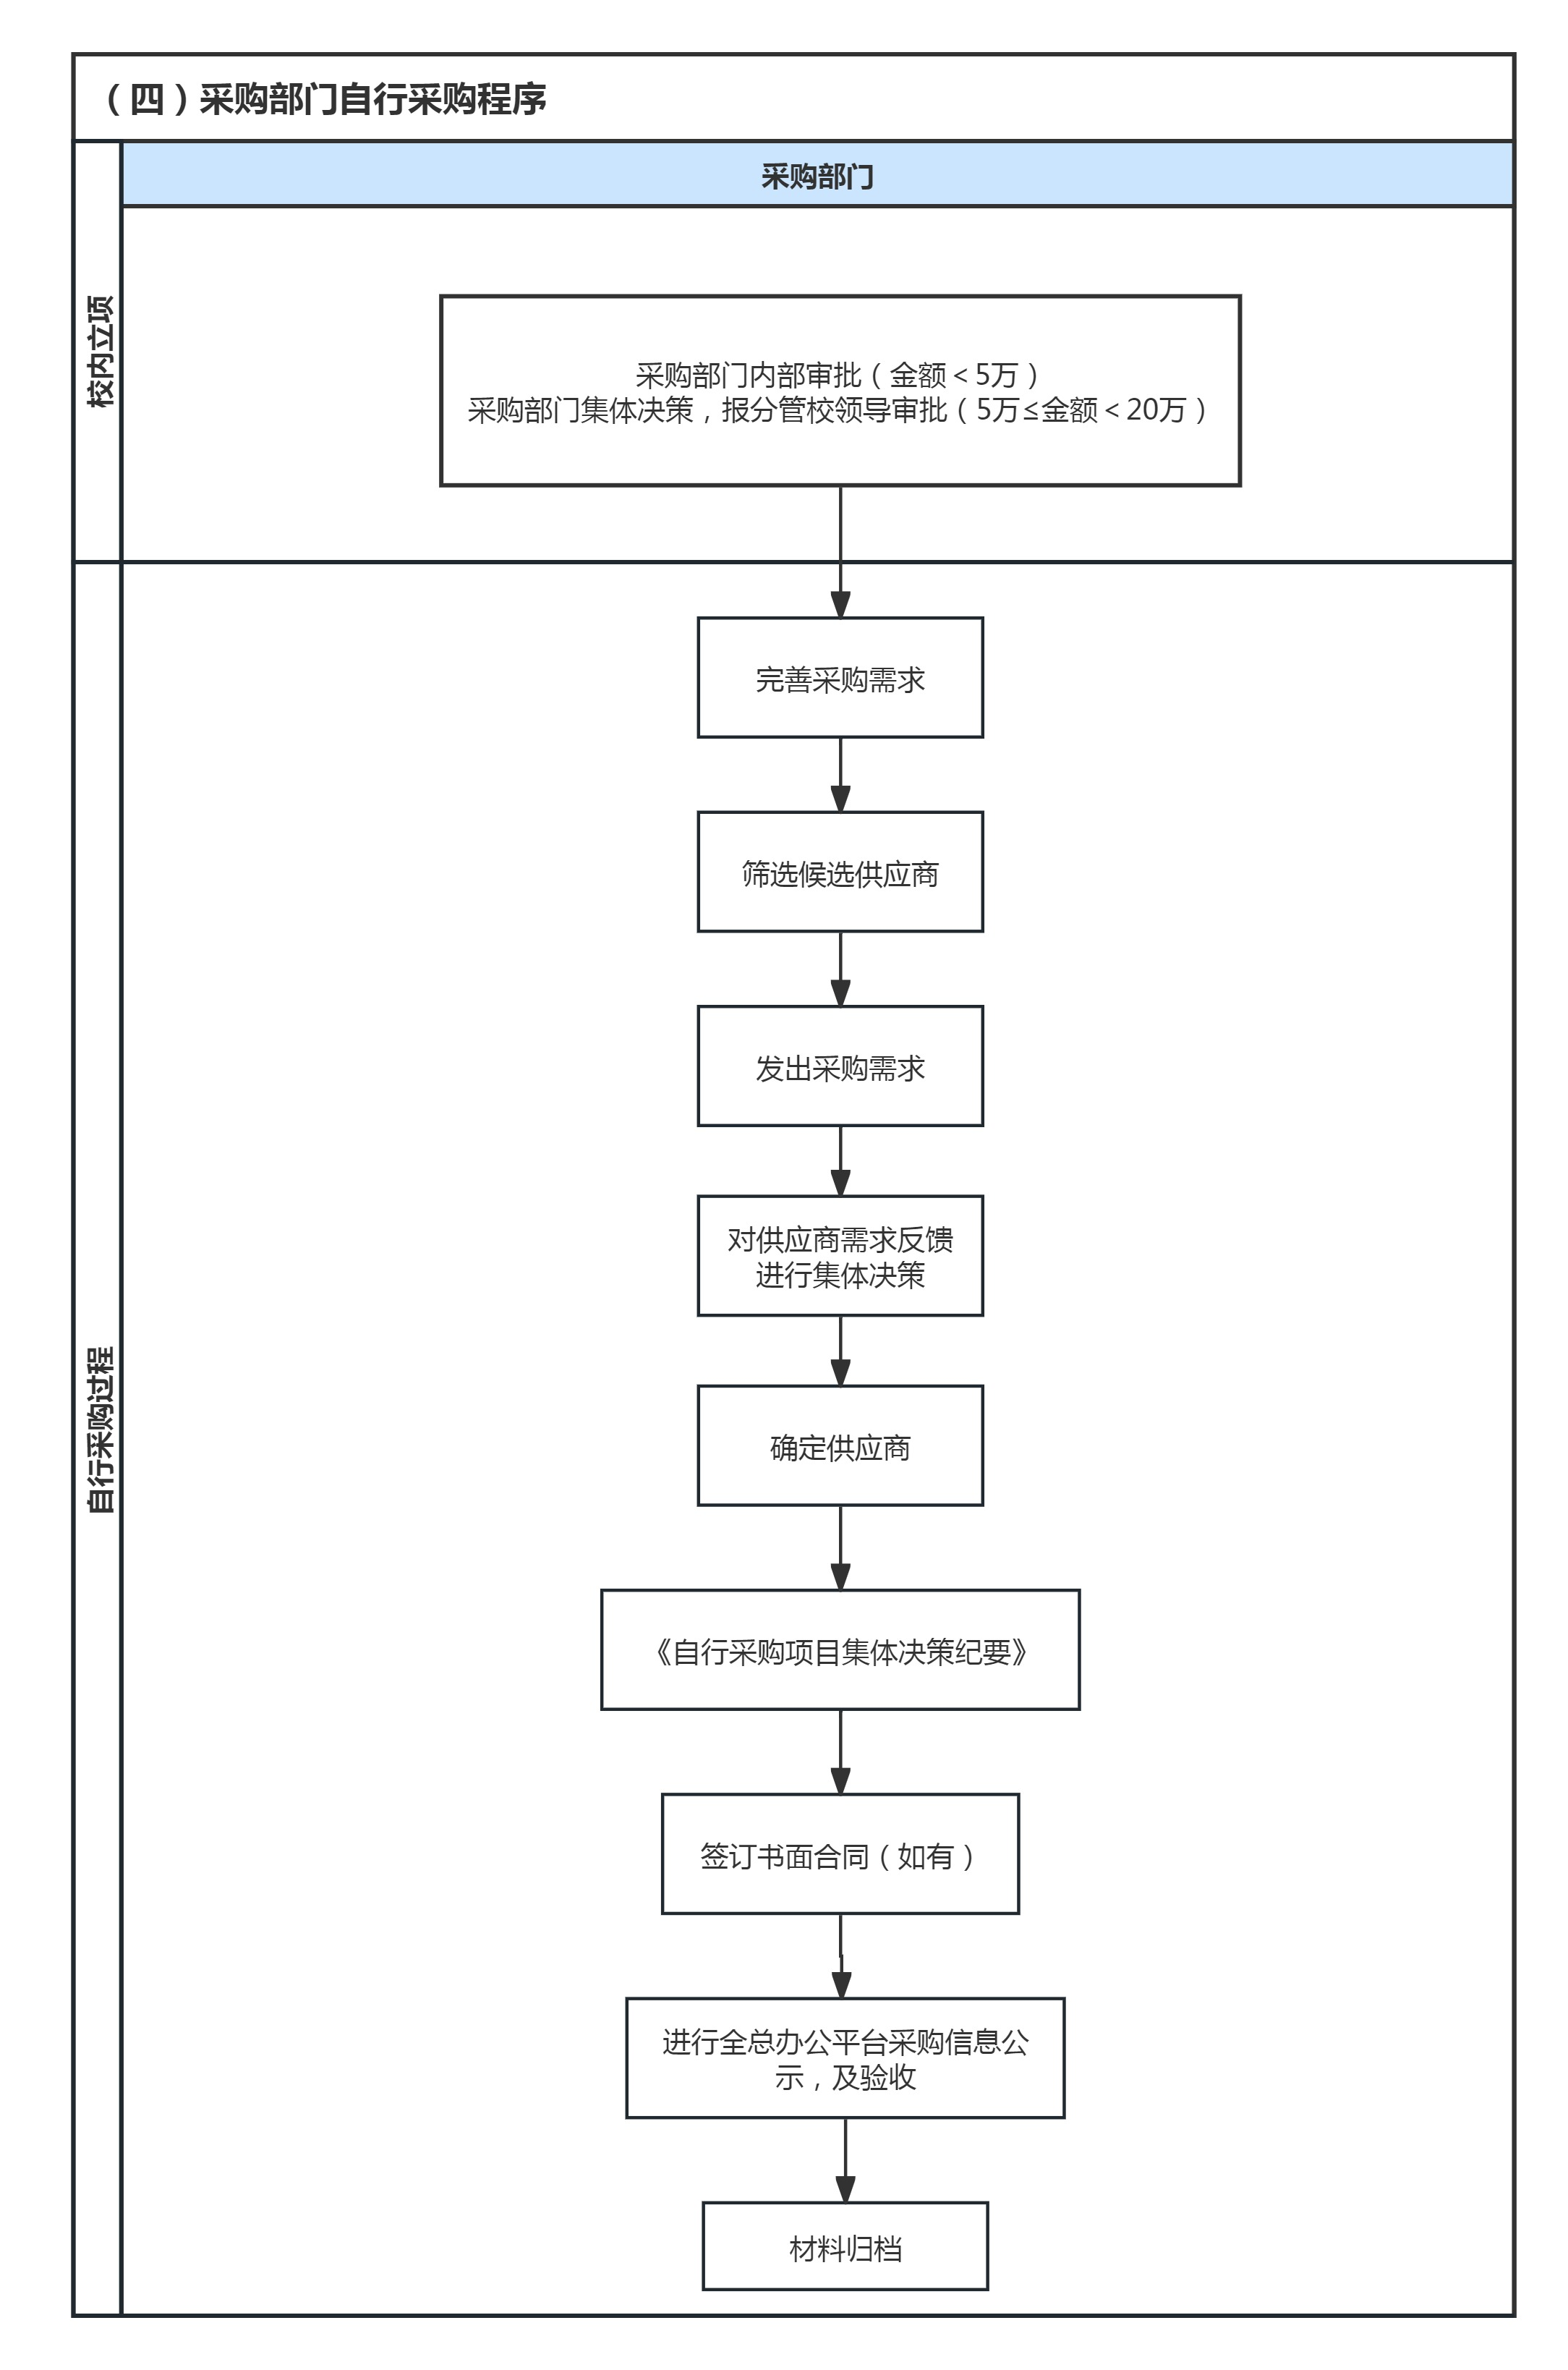 （四）采购部门自行采购程序
采购部门
校内立项
采购部门内部审批（金额＜5万）
采购部门集体决策，报分管校领导审批（5万≤金额＜20万）
自行采购过程
完善采购需求
筛选候选供应商
发出采购需求
对供应商需求反馈
进行集体决策
确定供应商
《自行采购项目集体决策纪要》
签订书面合同（如有）
进行全总办公平台采购信息公
示，及验收
材料归档